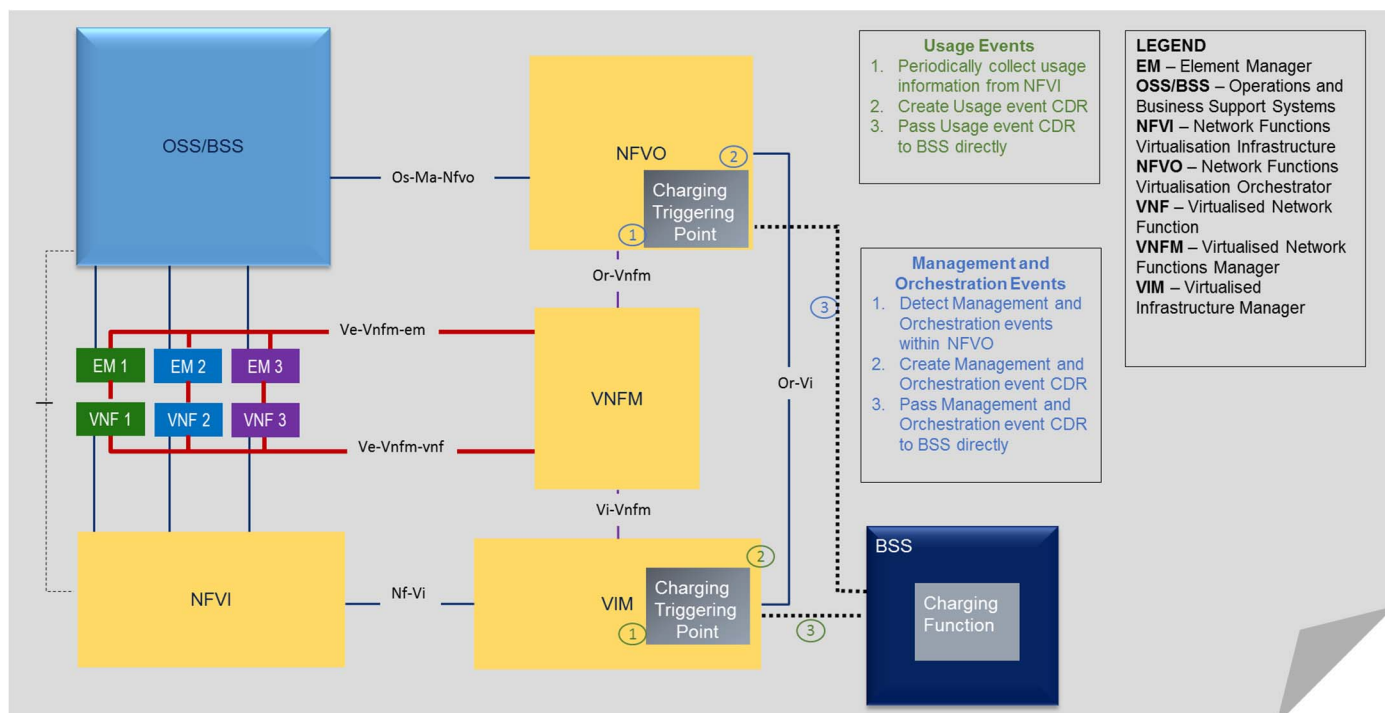 OSS/BSS
Os-Ma-Nfvo
NFVO
2
Charging
Triggering
Point
1
Or-Vnfm
Usage Events
1. Periodically collect usage
information from NFVI
2. Create Usage event CDR
3. Pass Usage event CDR
to BSS directly
LEGEND
EM – Element Manager
OSS/BSS – Operations and
Business Support Systems
NFVI – Network Functions
Virtualisation Infrastructure
NFVO – Network Functions
Virtualisation Orchestrator
VNF – Virtualised Network
Function
VNFM – Virtualised Network
Functions Manager
VIM – Virtualised
Infrastructure Manager
Management and
Orchestration Events
1. Detect Management and
Orchestration events
within NFVO
2. Create Management and
Orchestration event CDR
3. Pass Management and
Orchestration event CDR
to BSS directly
3
Ve-Vnfm-em
EM 1
EM 2
EM 3
VNF 1
VNF 2
VNF 3
Ve-Vnfm-vnf
VNFM
Or-Vi
Vi-Vnfm
NFVI
Nf-Vi
VIM
2
Charging
Triggering
Point
1
3
BSS
Charging
Function